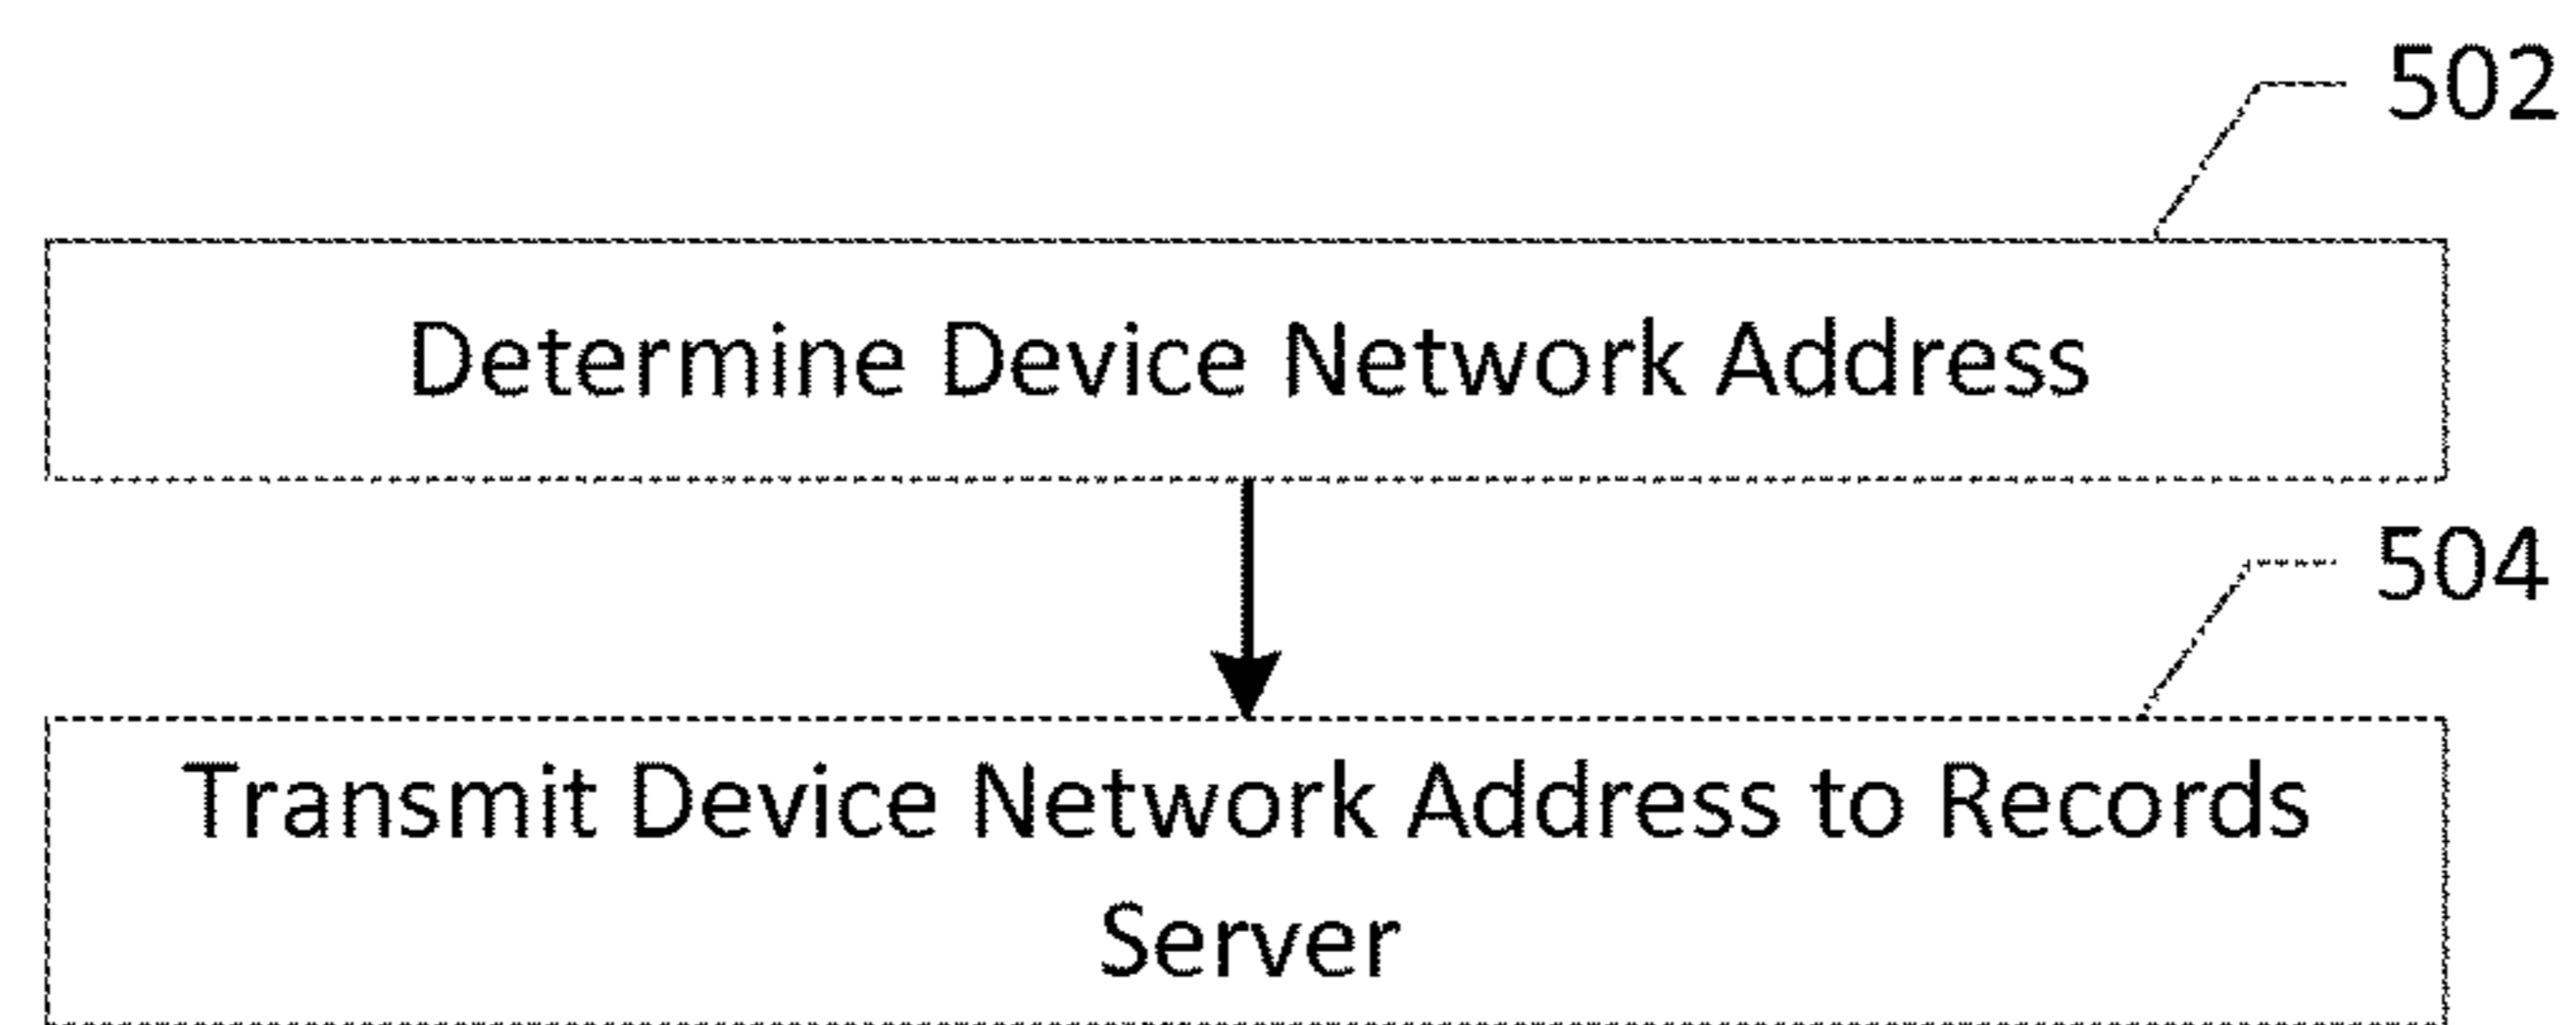 502
Determine Device Network Address
504
Transmit Device Network Address to Records
Server